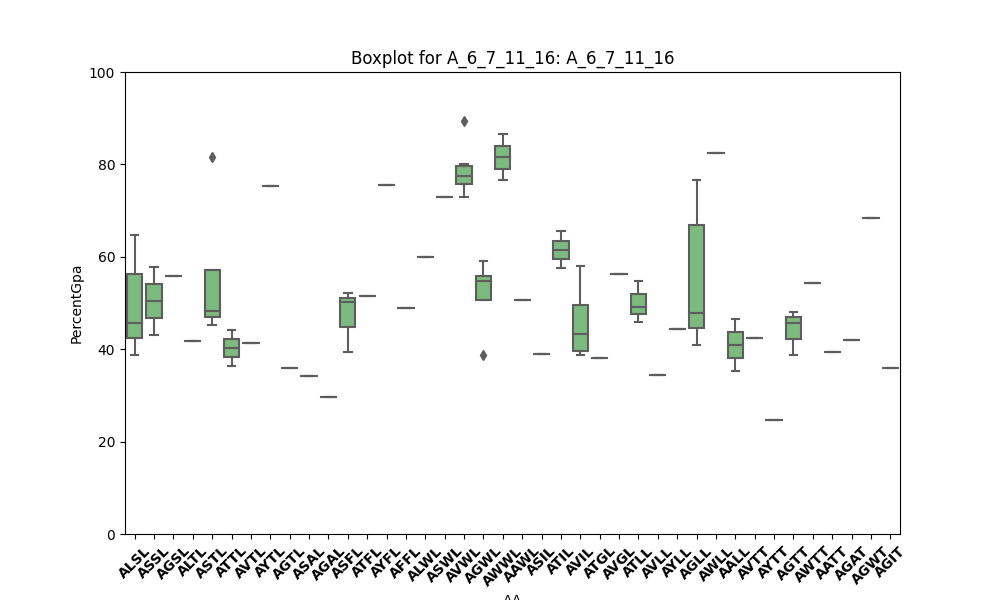 Boxplot for A_6_7_11_16: A_6_7_11_16
PercentGpa
100
80
60
40
20
0
ALSL ASSL AGSL ALTL ASTL ATTL AVTL AYTL AGTL ASAL AGAL ASFL ATFL AYFL AFFL ALWL ASWL AVWL AGWL AWWL AAWL ASIL ATIL AVIL ATGL AVGL ATLL AVLL AYLL AGLL AWLL AALL AVTT AYTT AGTT AWTT AATT AGAT AGWT AGIT
AA